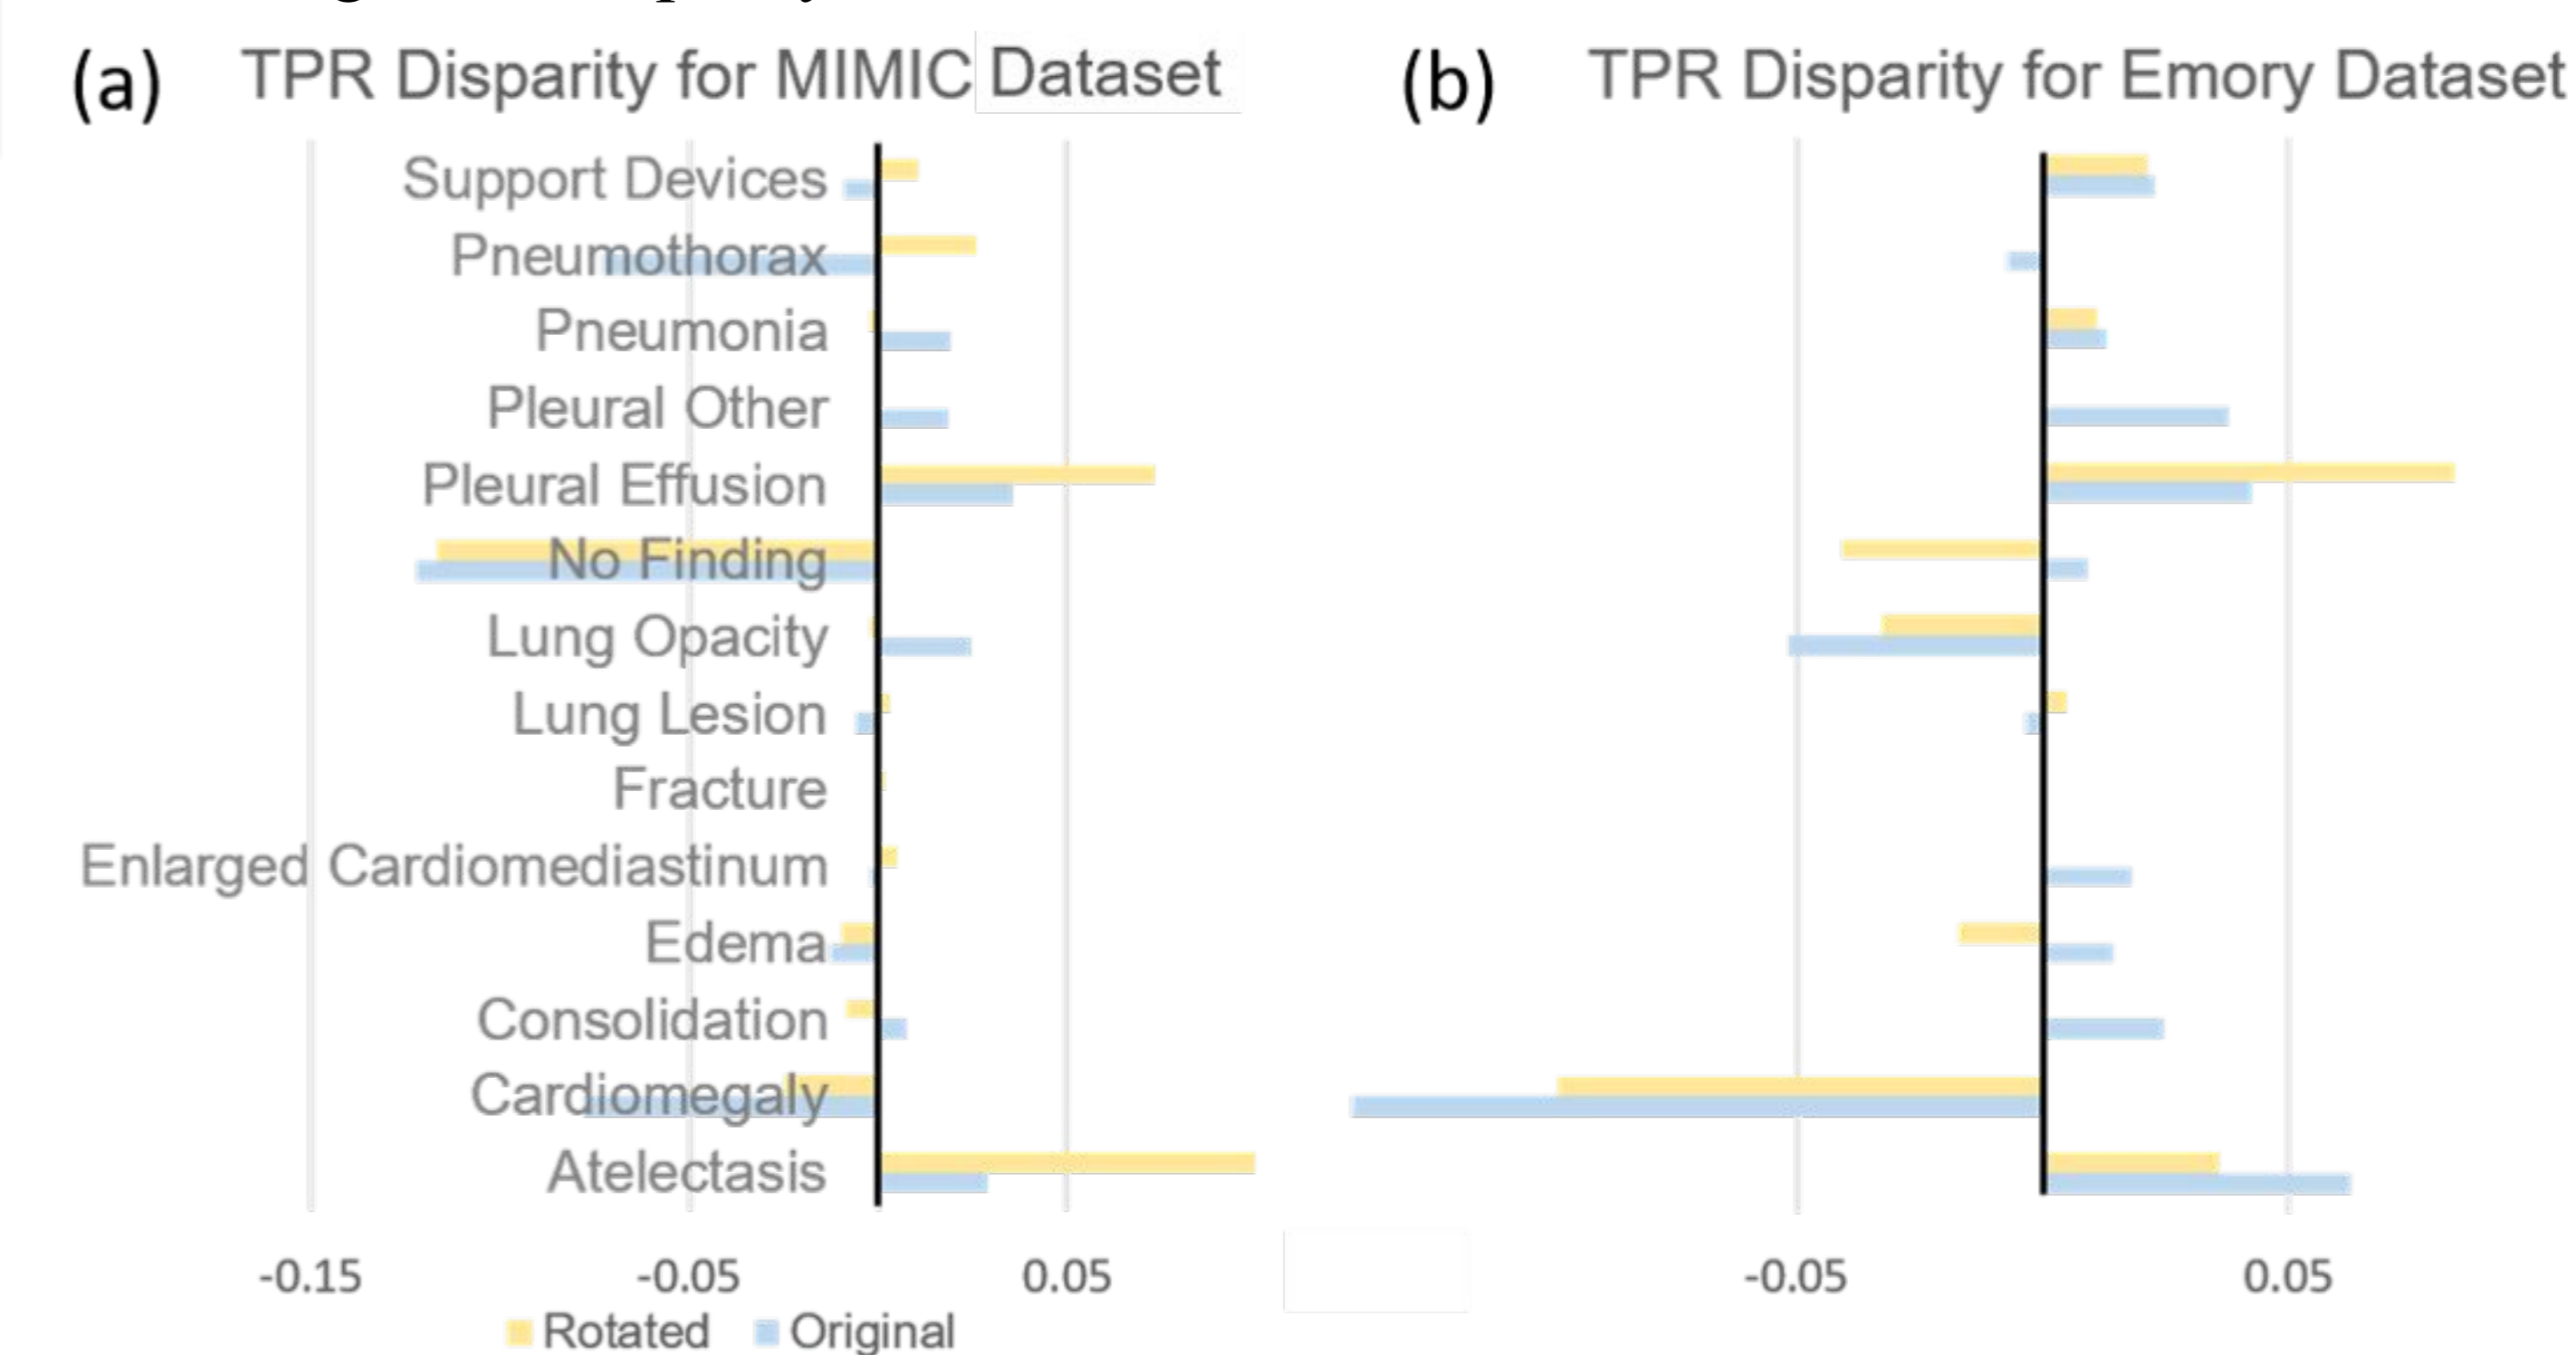 (a) TPR Disparity for MIMIC Dataset
Support Devices
Pneumothorax
Pneumonia
Pleural Other
Pleural Effusion
No Finding
Lung Opacity
Lung Lesion
Fracture
Enlarged Cardiomediastinum
Edema
Consolidation
Cardiomegaly
Atelectasis
-0.15 -0.05 0.05
Rotated Original
(b) TPR Disparity for Emory Dataset
-0.05 0.05